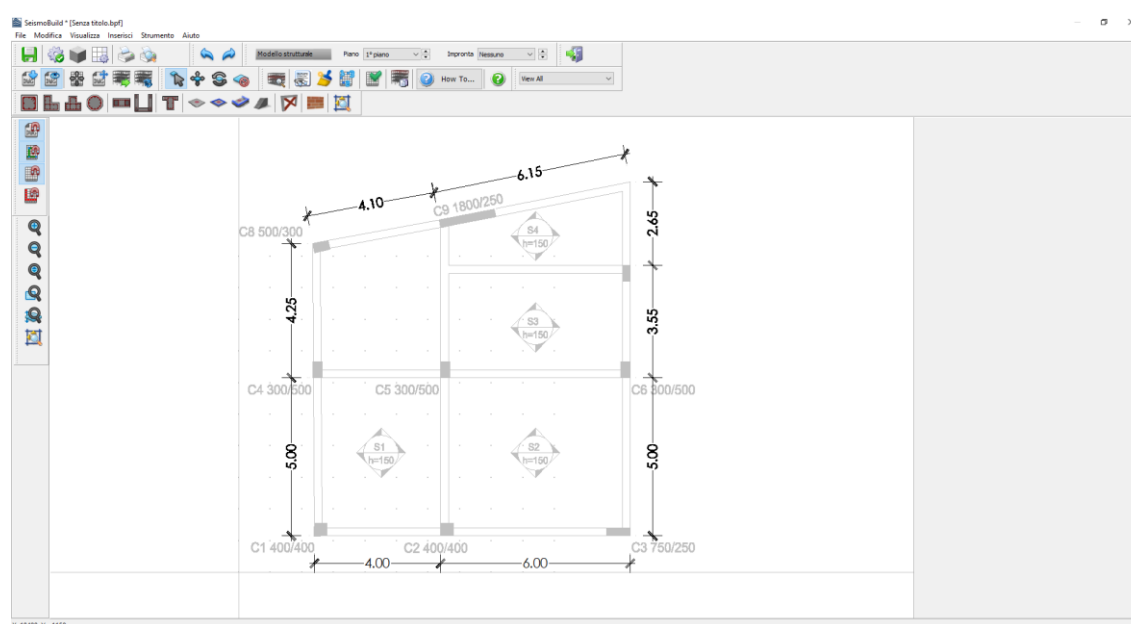 SeismoBuild * [Senza titolo.bpf]
File Modifica Visualizza Inserisci Strumento Aiuto
Modello strutturale Piano 1° piano Impronta Nessuno
How To... View All
6.15
4.10
C9 1800/250
C8 500/300
S4
h=150
2.65
4.25
S3
h=150
3.55
C4 300/500 C5 300/500 C6 300/500
5.00
S1
h=150
S2
h=150
5.00
C1 400/400 C2 400/400 C3 750/250
4.00 6.00